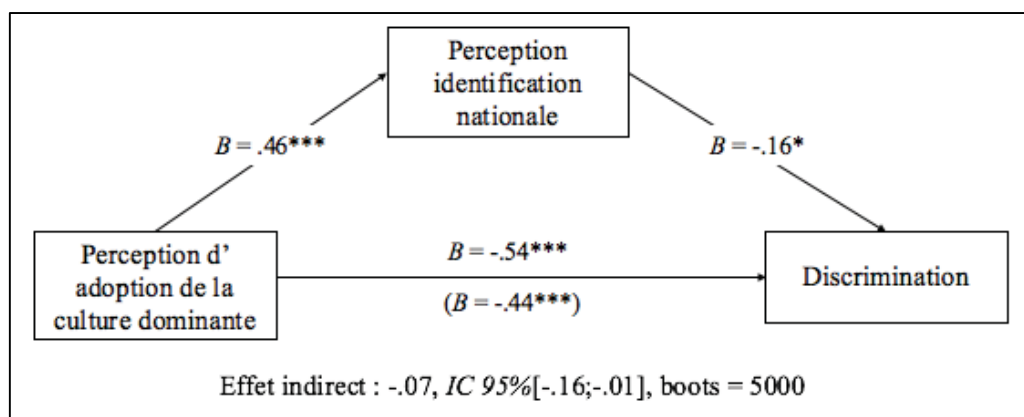 Perception
identification
nationale
B = .46***
B = -.16*
Perception d’
adoption de la
culture dominante
B = -.54***
(B = -.44***)
Discrimination
Effet indirect : -.07, IC 95%[-.16;-.01], boots = 5000